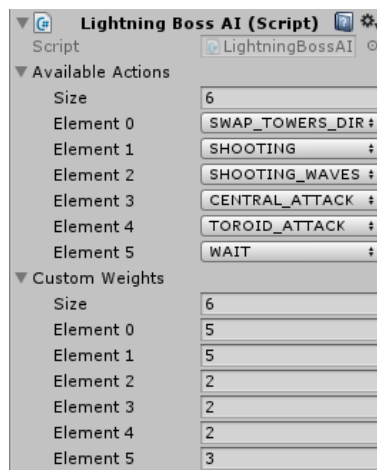 Lightning Boss AI (Script)
Script LightningBossAI
Available Actions
Size 6
Element 0 SWAP_TOWERS_DIR
Element 1 SHOOTING
Element 2 SHOOTING_WAVES
Element 3 CENTRAL_ATTACK
Element 4 TOROID_ATTACK
Element 5 WAIT
Custom Weights
Size 6
Element 0 5
Element 1 5
Element 2 2
Element 3 2
Element 4 2
Element 5 3